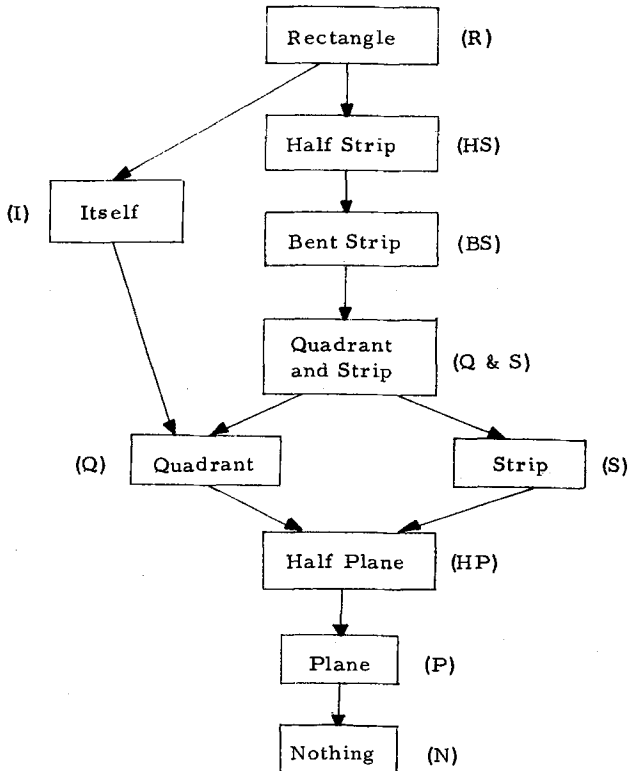 Rectangle (R)
Half Strip (HS)
(I) Itself
Bent Strip (BS)
Quadrant
and Strip (Q & S)
(Q) Quadrant
Strip (S)
Half Plane (HP)
Plane (P)
Nothing (N)